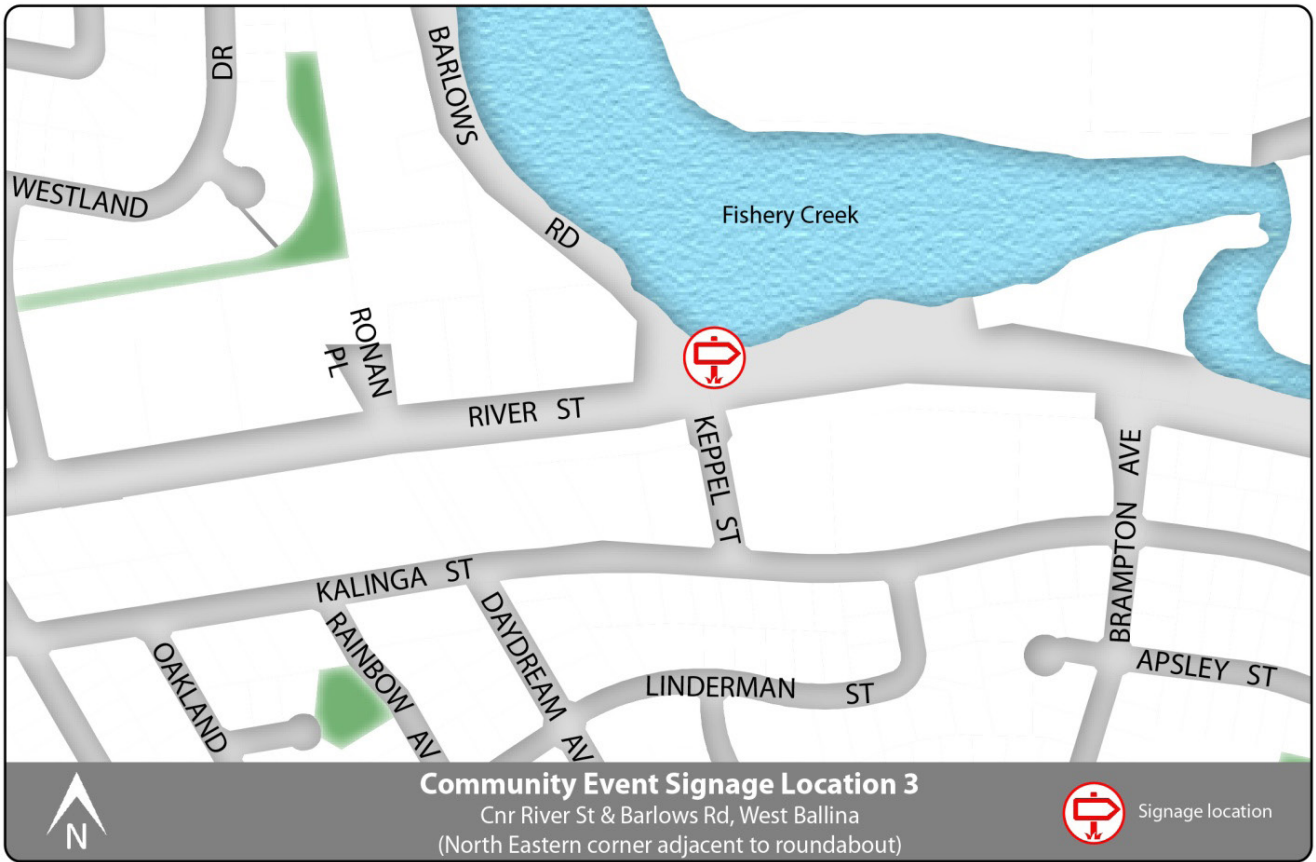 DR
BARLOWS
RD
WESTLAND
Fishery Creek
RONAN
PL
RIVER ST
KEPPEL ST
BRAMPTON AVE
KALINGA ST
DAYDREAM AV
RAINBOW AV
OAKLAND
LINDERMAN ST
APSLEY ST
N
Community Event Signage Location 3
Cnr River St & Barlows Rd, West Ballina
(North Eastern corner adjacent to roundabout)
Signage location